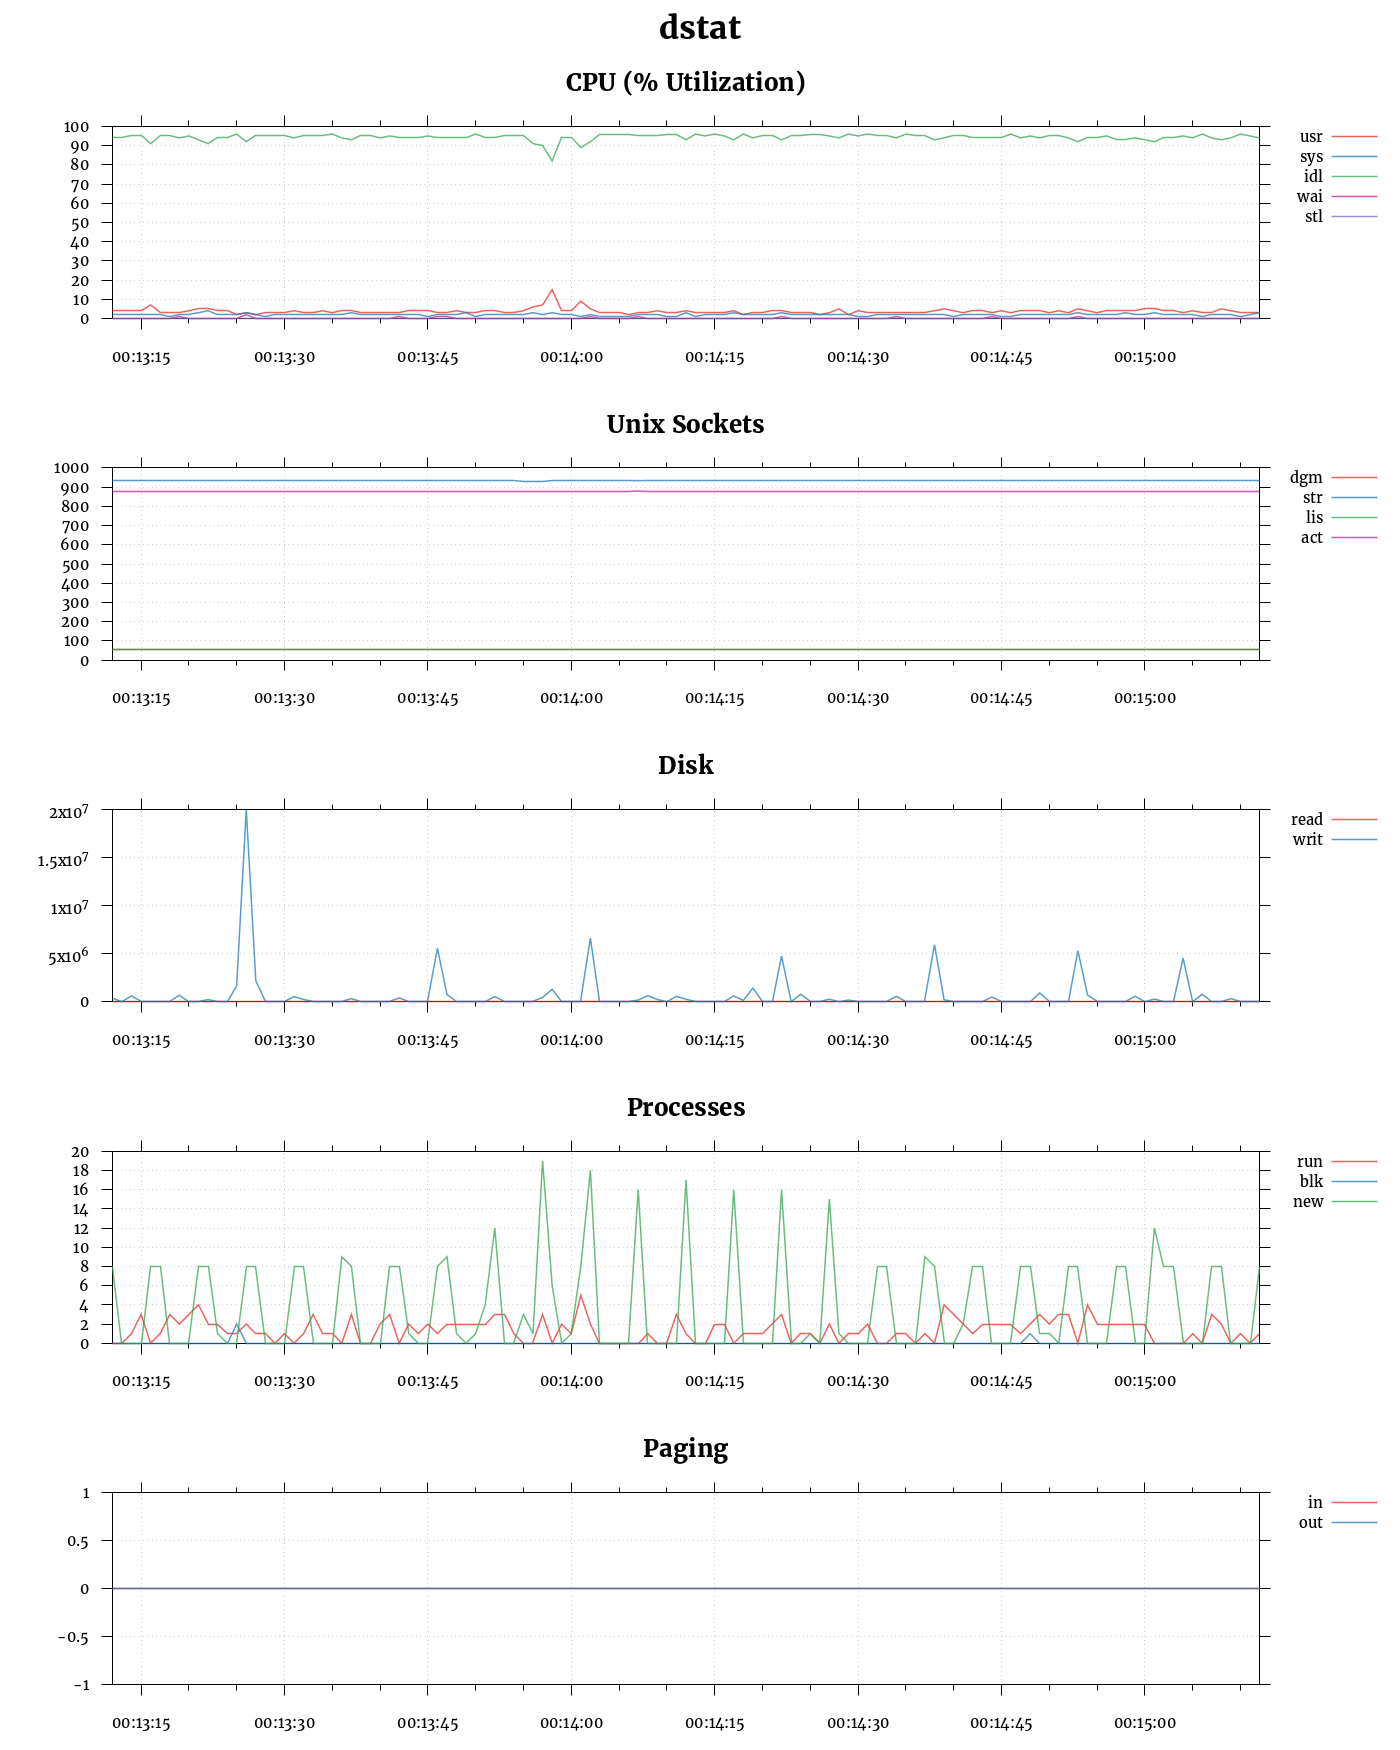 dstat
CPU (% Utilization)
100
90
80
70
60
50
40
30
20
10
0
usr
sys
idl
wai
stl
00:13:15 00:13:30 00:13:45 00:14:00 00:14:15 00:14:30 00:14:45 00:15:00
Unix Sockets
1000
900
800
700
600
500
400
300
200
100
0
dgm
str
lis
act
00:13:15 00:13:30 00:13:45 00:14:00 00:14:15 00:14:30 00:14:45 00:15:00
Disk
2x10⁷
1.5x10⁷
1x10⁷
5x10⁶
0
read
writ
00:13:15 00:13:30 00:13:45 00:14:00 00:14:15 00:14:30 00:14:45 00:15:00
Processes
20
18
16
14
12
10
8
6
4
2
0
run
blk
new
00:13:15 00:13:30 00:13:45 00:14:00 00:14:15 00:14:30 00:14:45 00:15:00
Paging
1
0.5
0
-0.5
-1
in
out
00:13:15 00:13:30 00:13:45 00:14:00 00:14:15 00:14:30 00:14:45 00:15:00